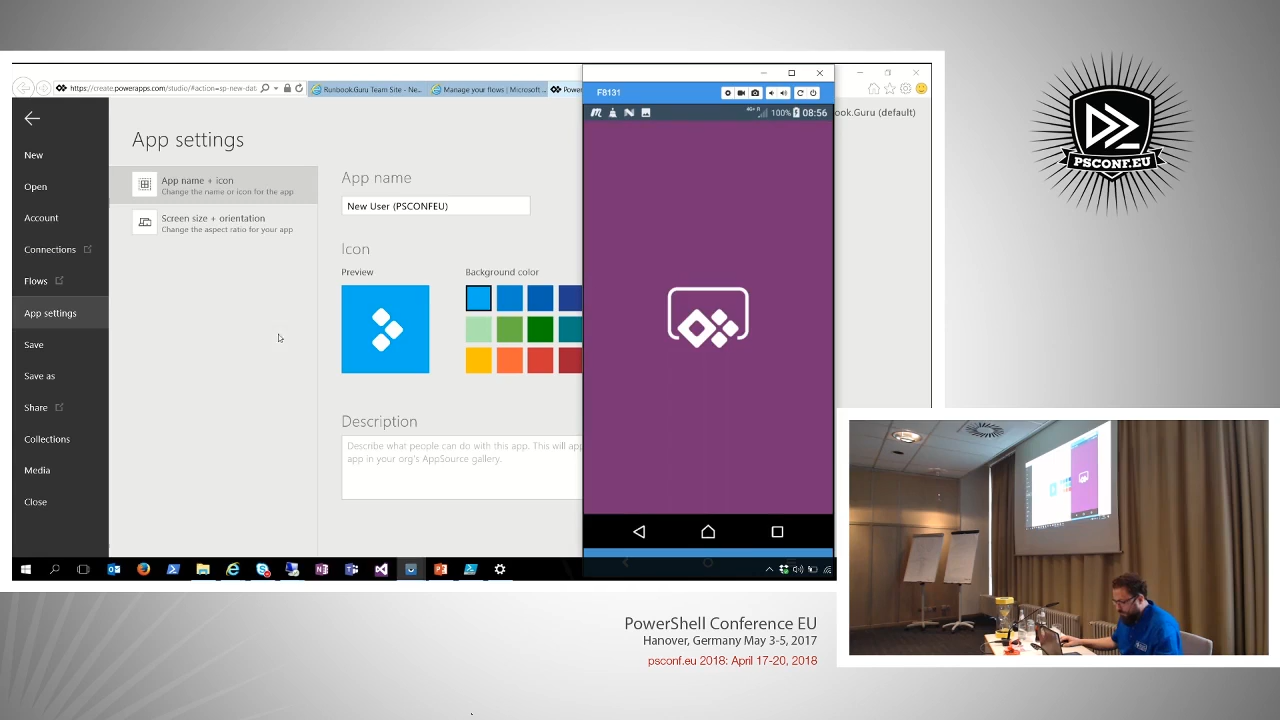 https://create.powerapps.com/studio/#action=sp-new-dat
Runbook.Guru Team Site - Ne...
Manage your flows | Microsoft ...
Power
F8131
4G+ R
100%
08:56
ook.Guru (default)
New
Open
Account
Connections
Flows
App settings
Save
Save as
Share
Collections
Media
Close
App settings
App name + icon
Change the name or icon for the app
Screen size + orientation
Change the aspect ratio for your app
App name
New User (PSCONFEU)
Icon
Preview
Background color
Description
Describe what people can do with this app. This will app
app in your org's AppSource gallery.
PSCONF.EU
PowerShell Conference EU
Hanover, Germany May 3-5, 2017
psconf.eu 2018: April 17-20, 2018